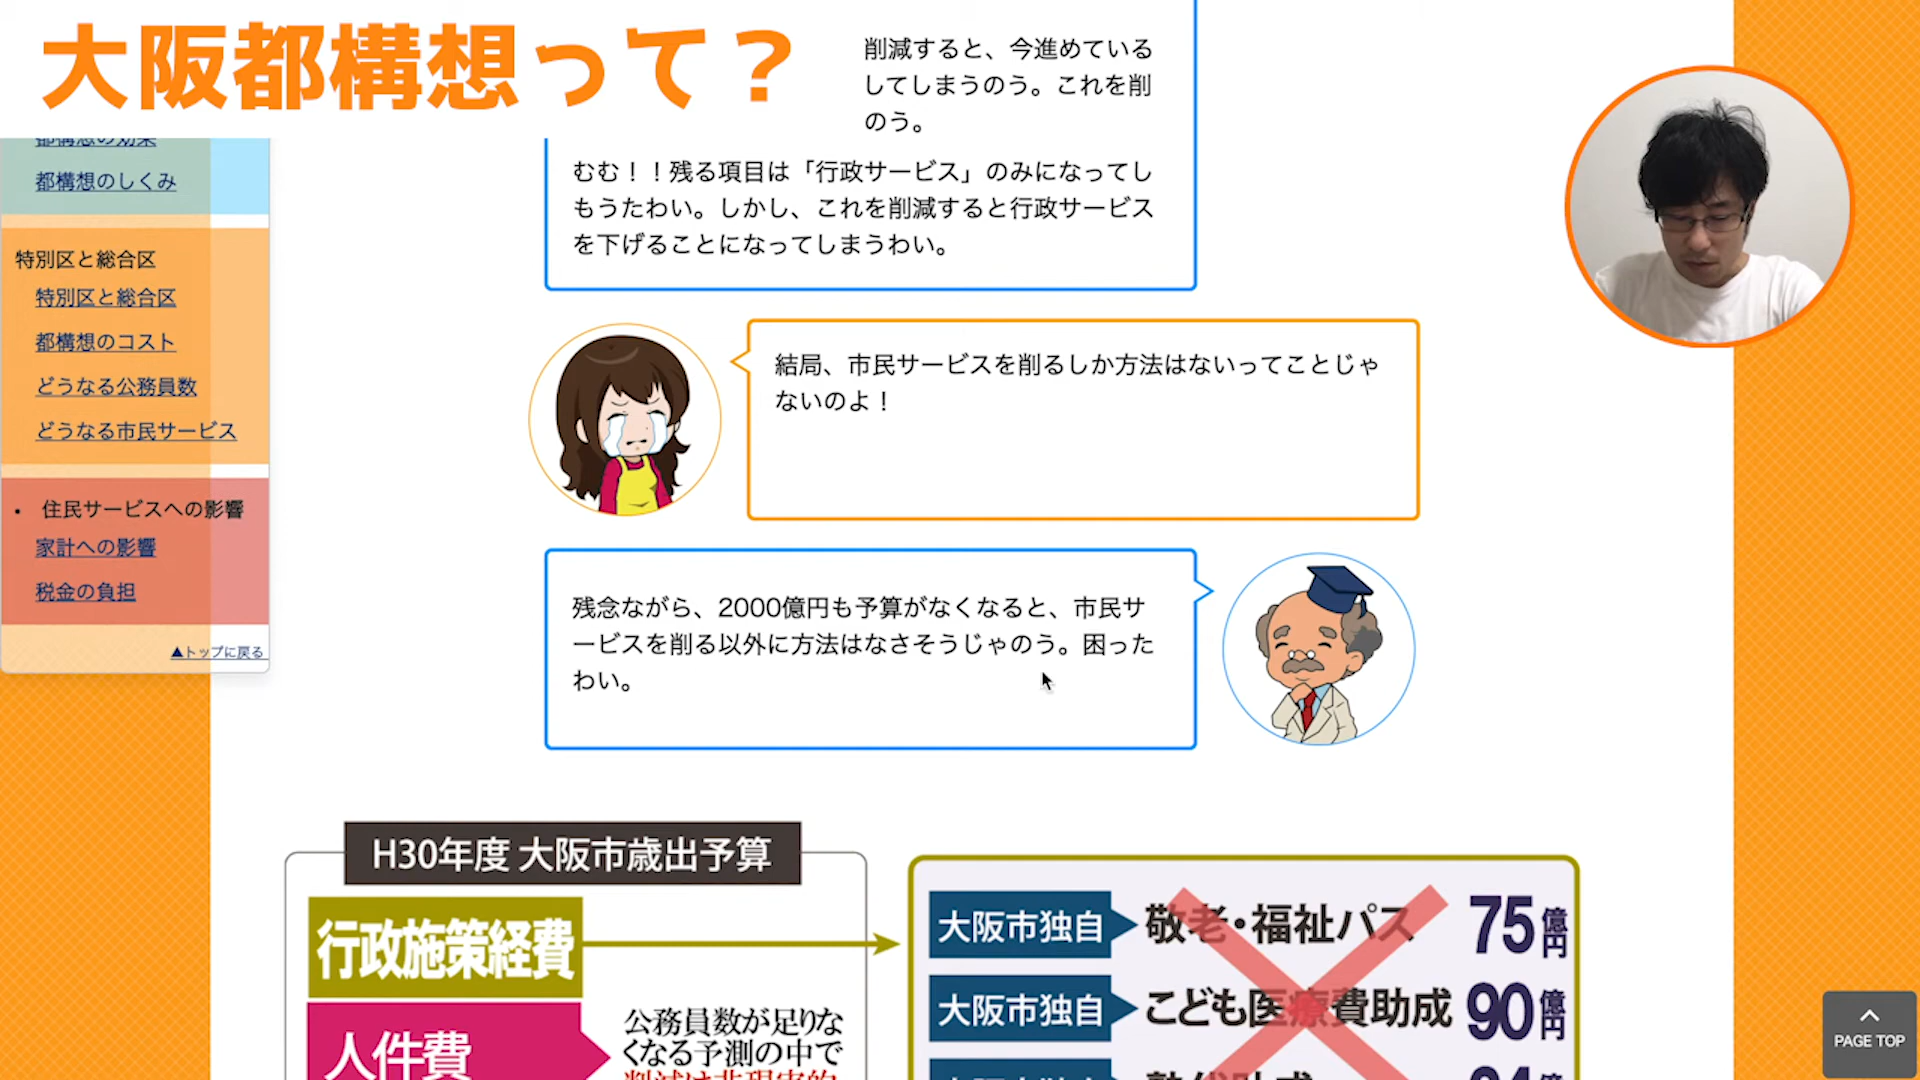 大阪都構想って？
削減すると、今進めている
してしまうのう。これを削
のう。
むむ！！残る項目は「行政サービス」のみになってし
もうたわい。しかし、これを削減すると行政サービス
を下げることになってしまうわい。
都構想の効果
都構想のしくみ
特別区と総合区
特別区と総合区
都構想のコスト
どうなる公務員数
どうなる市民サービス
• 住民サービスへの影響
家計への影響
税金の負担
▲トップに戻る
結局、市民サービスを削るしか方法はないってことじゃ
ないのよ！
残念ながら、2000億円も予算がなくなると、市民サ
ービスを削る以外に方法はなさそうじゃのう。困った
わい。
H30年度 大阪市歳出予算
行政施策経費
人件費
公務員数が足りな
くなる予測の中で
削減は非現実的
大阪市独自 敬老・福祉パス 75億円
大阪市独自 こども医療費助成 90億円
PAGE TOP